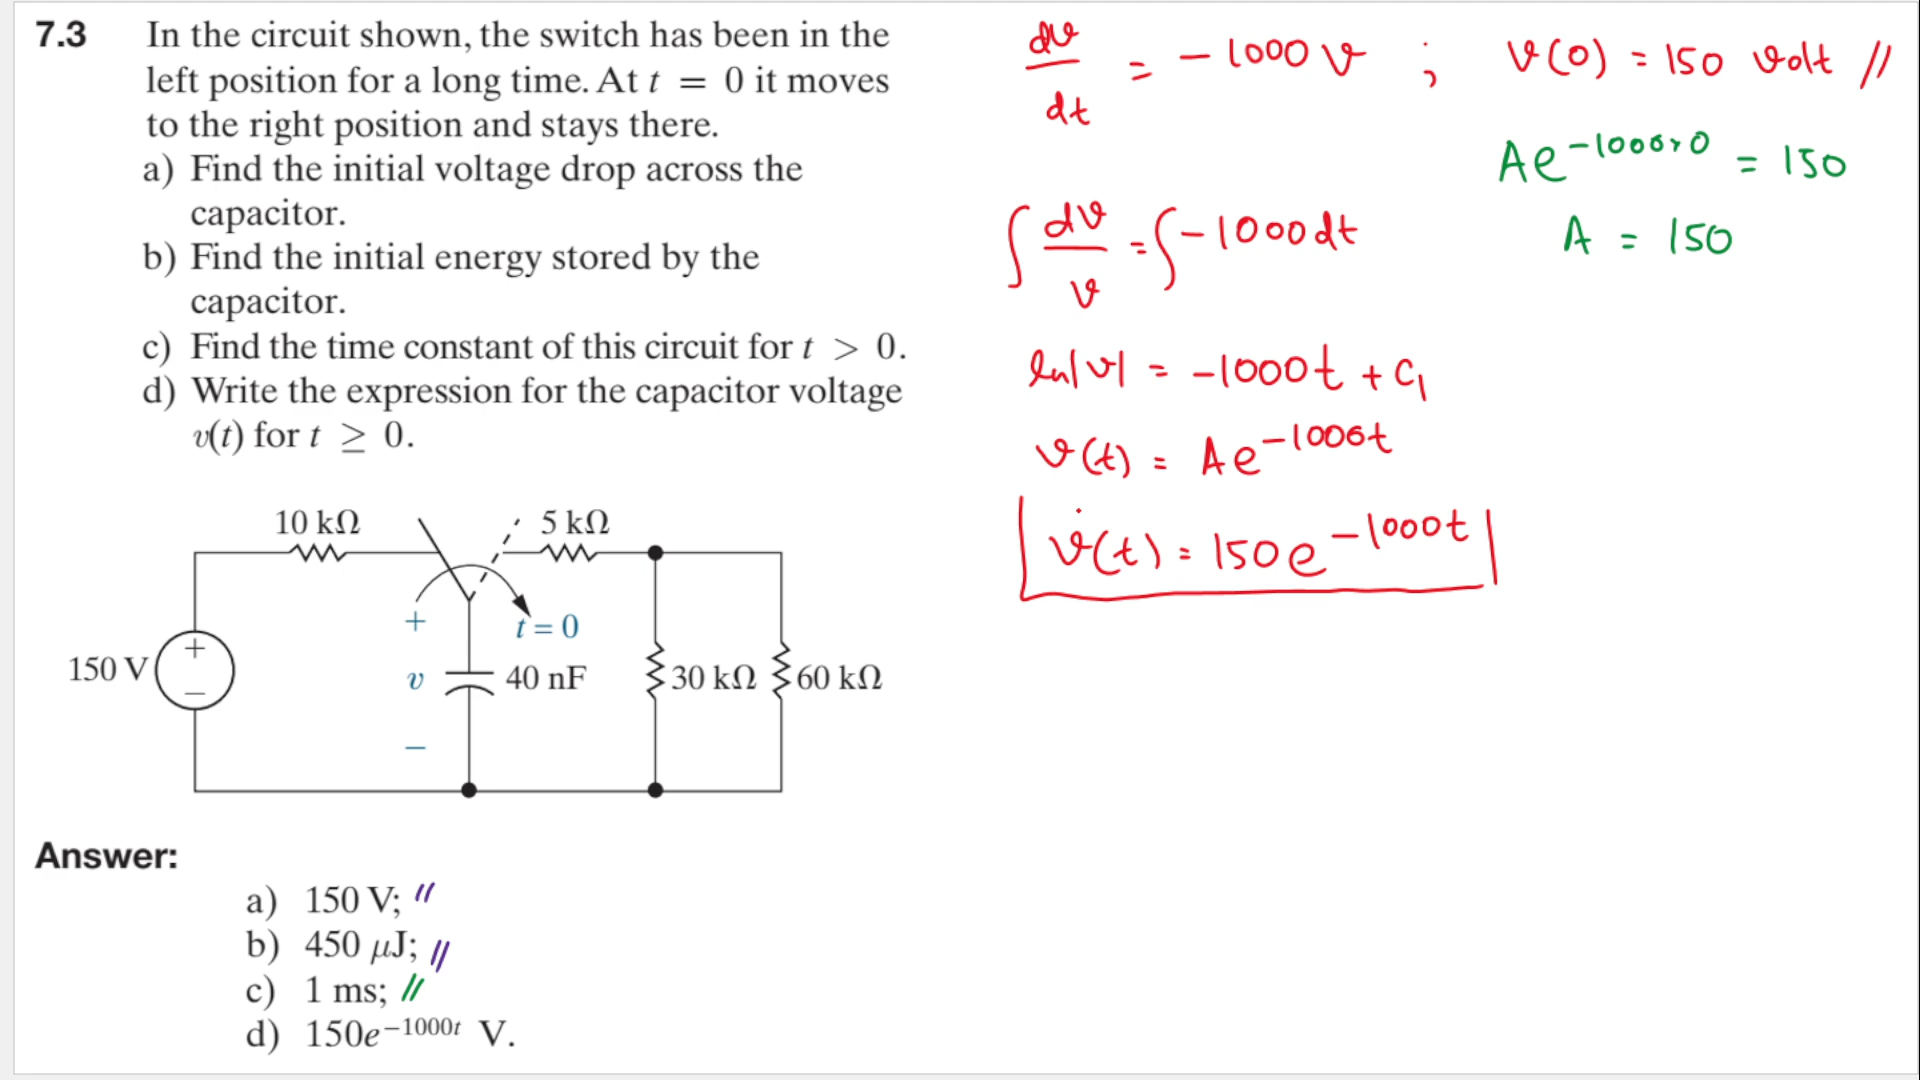 7.3 In the circuit shown, the switch has been in the
left position for a long time. At t = 0 it moves
to the right position and stays there.
a) Find the initial voltage drop across the
capacitor.
b) Find the initial energy stored by the
capacitor.
c) Find the time constant of this circuit for t > 0.
d) Write the expression for the capacitor voltage
v(t) for t ≥ 0.
10 kΩ
5 kΩ
t = 0
150 V
+
−
+
v
−
40 nF
30 kΩ
60 kΩ
Answer:
a) 150 V; //
b) 450 μJ; //
c) 1 ms; //
d) 150e^−1000t V.
dv/dt = −1000 v ; v(0) = 150 volt //
Ae^−1000×0 = 150
A = 150
∫ dv/v = ∫ −1000 dt
ln|v| = −1000t + C₁
v(t) = Ae^−1000t
v(t) = 150e^−1000t